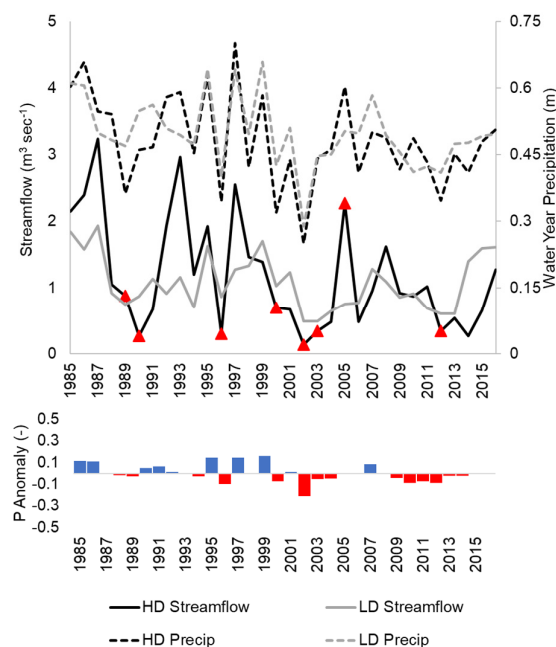 5
4
3
2
1
0
Streamflow (m³ sec⁻¹)
0.75
0.6
0.45
0.3
0.15
0
Water Year Precipitation (m)
1985 1987 1989 1991 1993 1995 1997 1999 2001 2003 2005 2007 2009 2011 2013 2015
0.5
0.3
0.1
-0.1
-0.3
-0.5
P Anomaly (-)
1985 1987 1989 1991 1993 1995 1997 1999 2001 2003 2005 2007 2009 2011 2013 2015
HD Streamflow LD Streamflow
HD Precip LD Precip